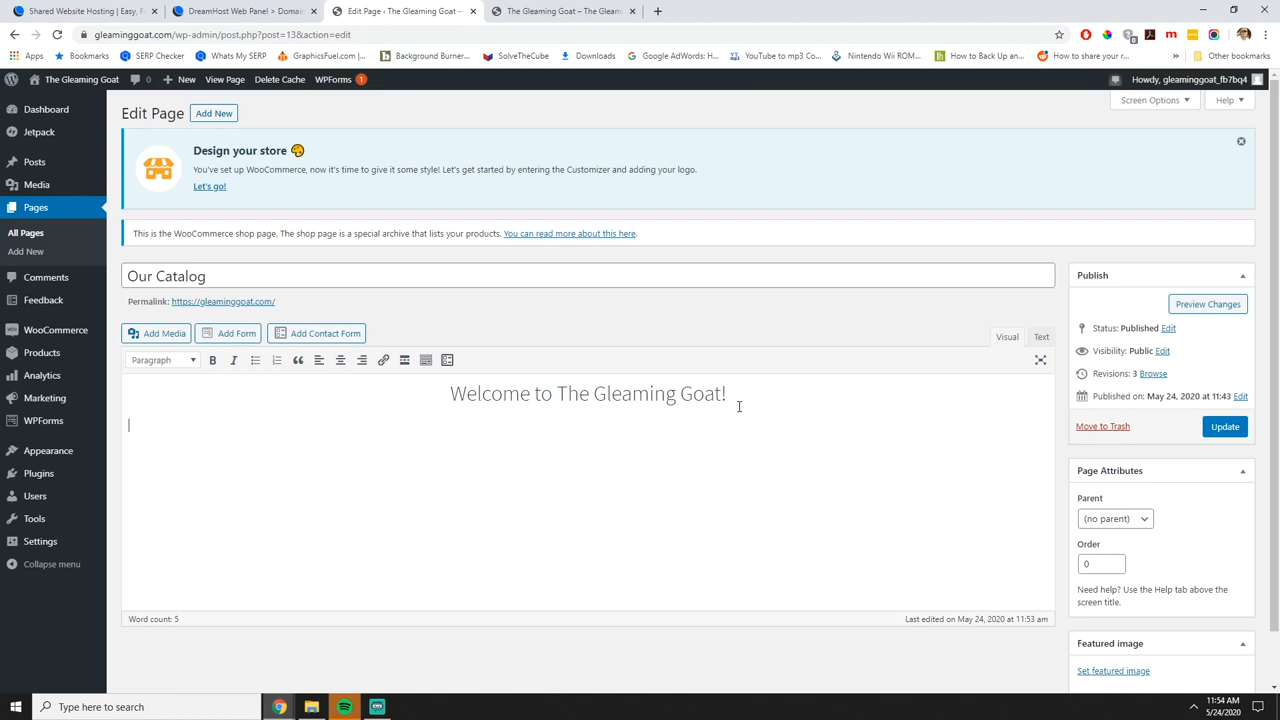 Shared Website Hosting | Easy, F
DreamHost Web Panel > Domain
Edit Page ‹ The Gleaming Goat —
The Gleaming Goat – The Gleam
gleaminggoat.com/wp-admin/post.php?post=13&action=edit
Apps
Bookmarks
SERP Checker
Whats My SERP
GraphicsFuel.com -...
Background Burner...
SolveTheCube
Downloads
Google AdWords: H...
YouTube to mp3 Co...
Nintendo Wii ROM...
How to Back Up an...
How to share your r...
Other bookmarks
The Gleaming Goat
0
New
View Page
Delete Cache
WPForms
1
Howdy, gleaminggoat_fb7bq4
Dashboard
Jetpack
Posts
Media
Pages
All Pages
Add New
Comments
Feedback
WooCommerce
Products
Analytics
Marketing
WPForms
Appearance
Plugins
Users
Tools
Settings
Collapse menu
Edit Page
Add New
Screen Options
Help
Design your store
You've set up WooCommerce, now it's time to give it some style! Let's get started by entering the Customizer and adding your logo.
Let's go!
This is the WooCommerce shop page. The shop page is a special archive that lists your products. You can read more about this here.
Our Catalog
Permalink: https://gleaminggoat.com/
Add Media
Add Form
Add Contact Form
Visual
Text
Paragraph
B
I
Welcome to The Gleaming Goat!
Word count: 5
Last edited on May 24, 2020 at 11:53 am
Publish
Preview Changes
Status: Published Edit
Visibility: Public Edit
Revisions: 3 Browse
Published on: May 24, 2020 at 11:43 Edit
Move to Trash
Update
Page Attributes
Parent
(no parent)
Order
0
Need help? Use the Help tab above the
screen title.
Featured image
Set featured image
Type here to search
11:54 AM
5/24/2020